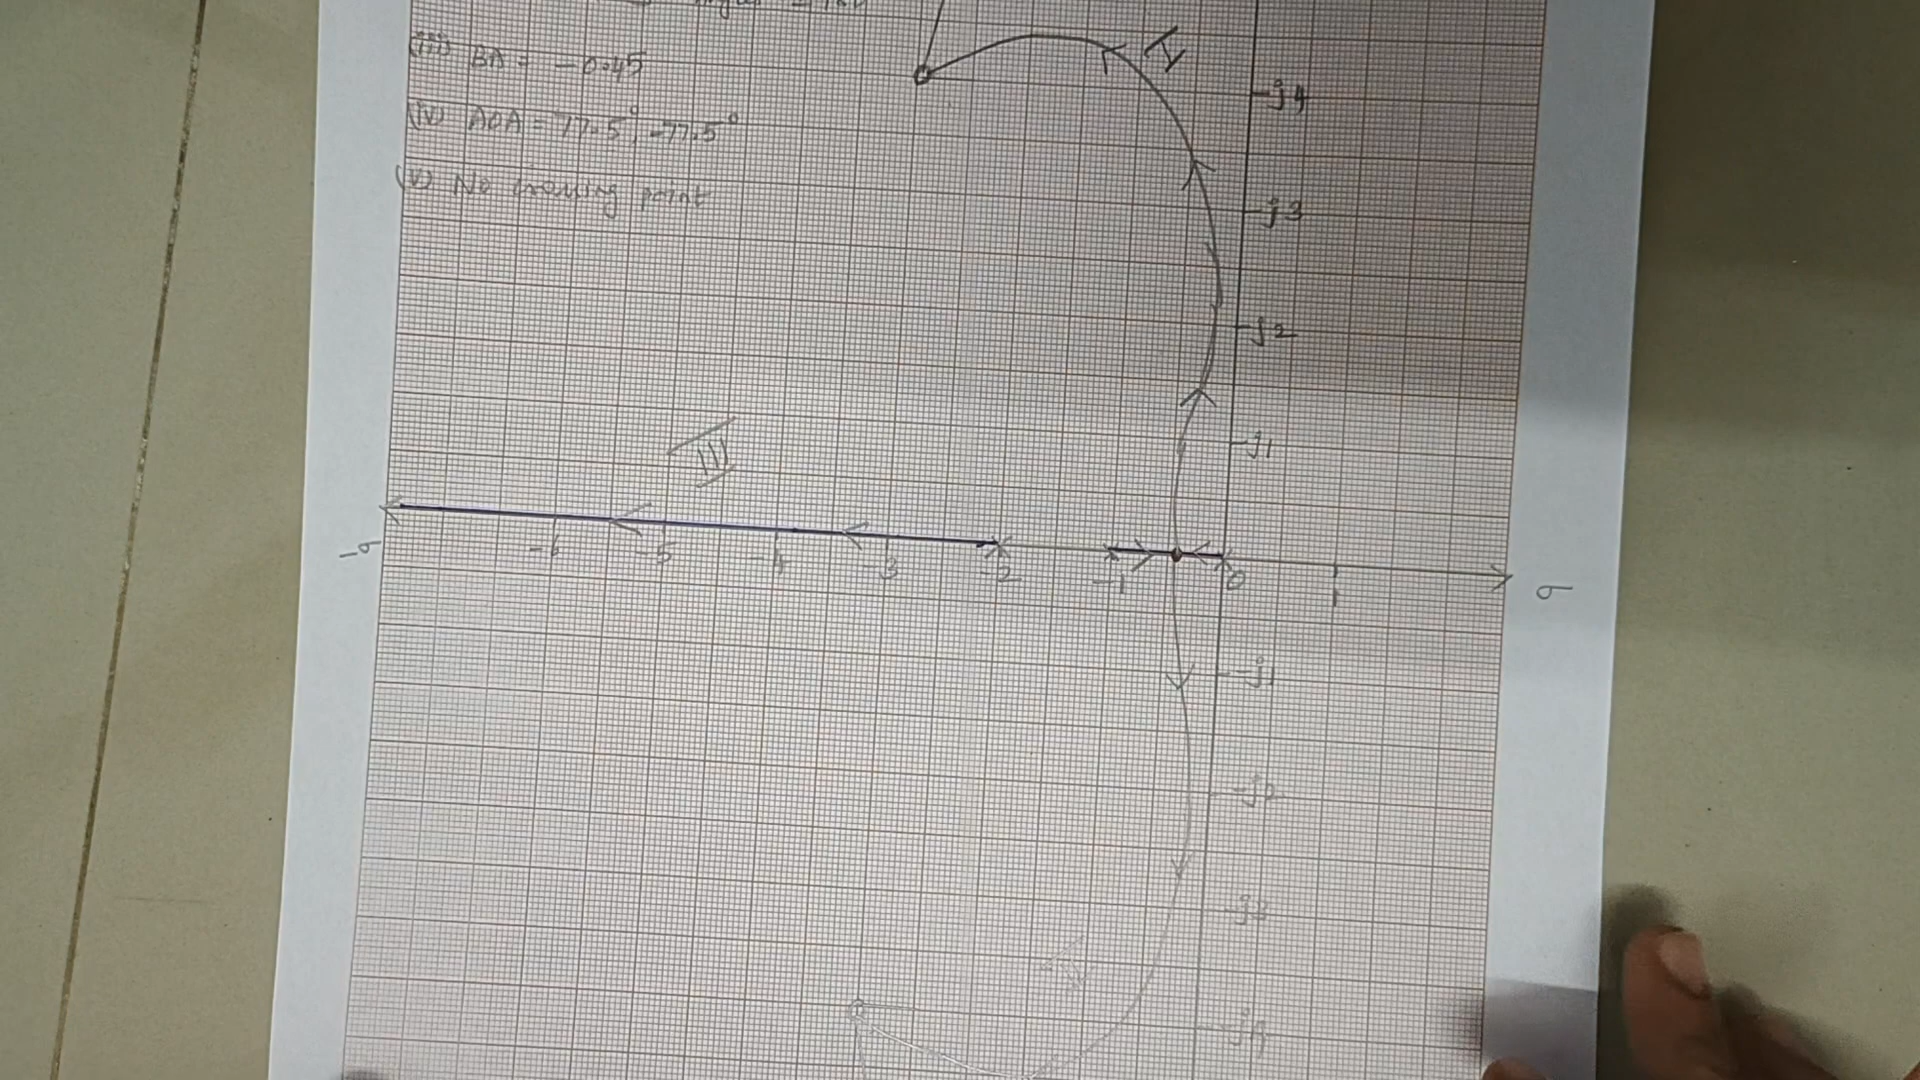 (iii) BA = -0.45
(iv) AOA = 77.5°, -77.5°
(v) No crossing point
I
j4
j3
j2
j1
III
-σ
-6
-5
-4
-3
-2
-1
0
1
σ
-j1
-j2
-j3
-j4